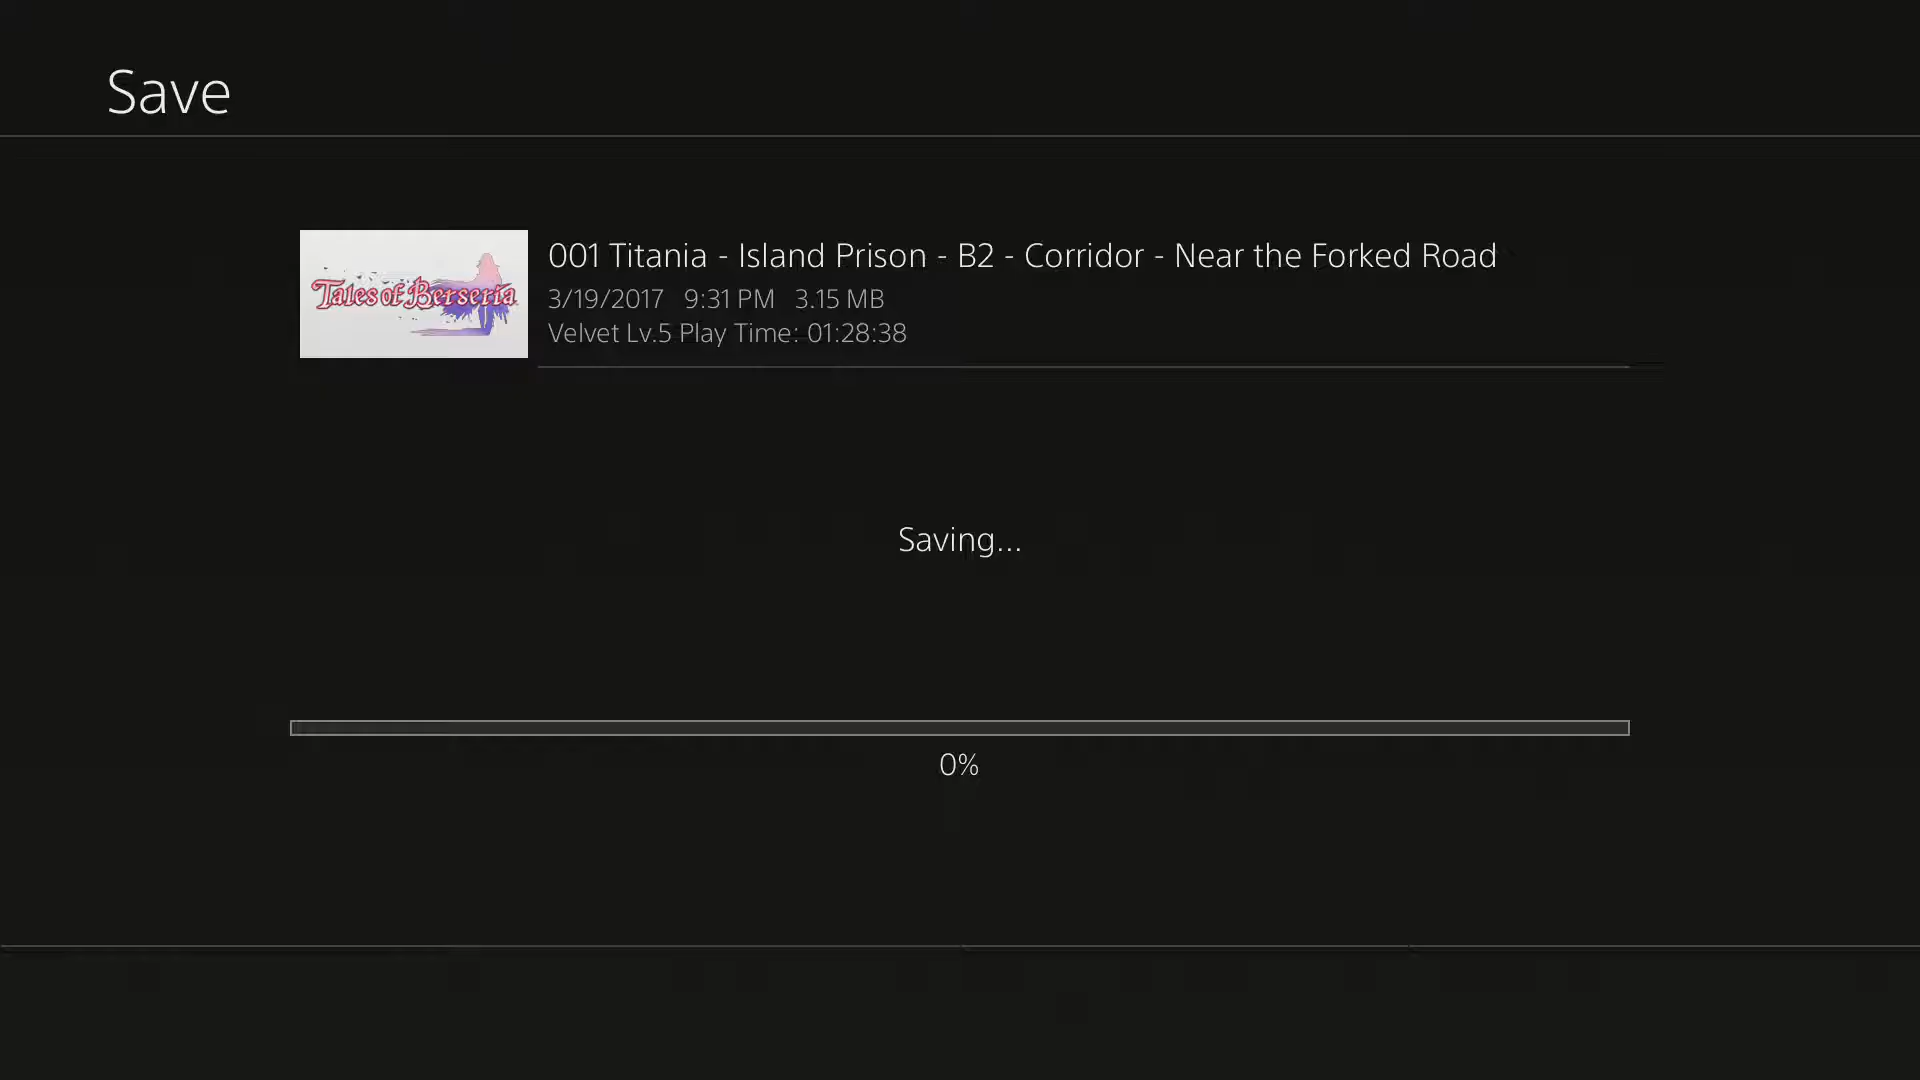 Save
Tales of Berseria
001 Titania - Island Prison - B2 - Corridor - Near the Forked Road
3/19/2017 9:31 PM 3.15 MB
Velvet Lv.5 Play Time: 01:28:38
Saving...
0%